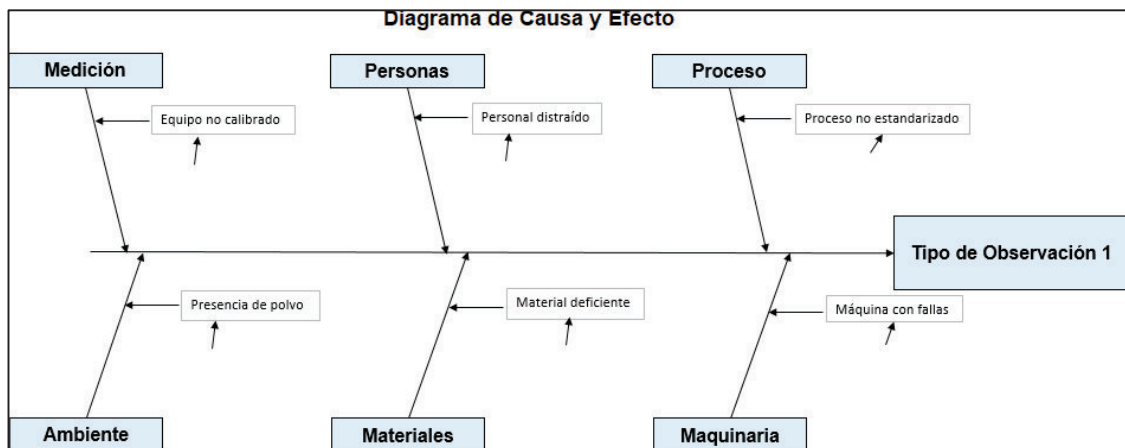 Diagrama de Causa y Efecto
Medición
Personas
Proceso
Equipo no calibrado
Personal distraído
Proceso no estandarizado
Tipo de Observación 1
Presencia de polvo
Material deficiente
Máquina con fallas
Ambiente
Materiales
Maquinaria